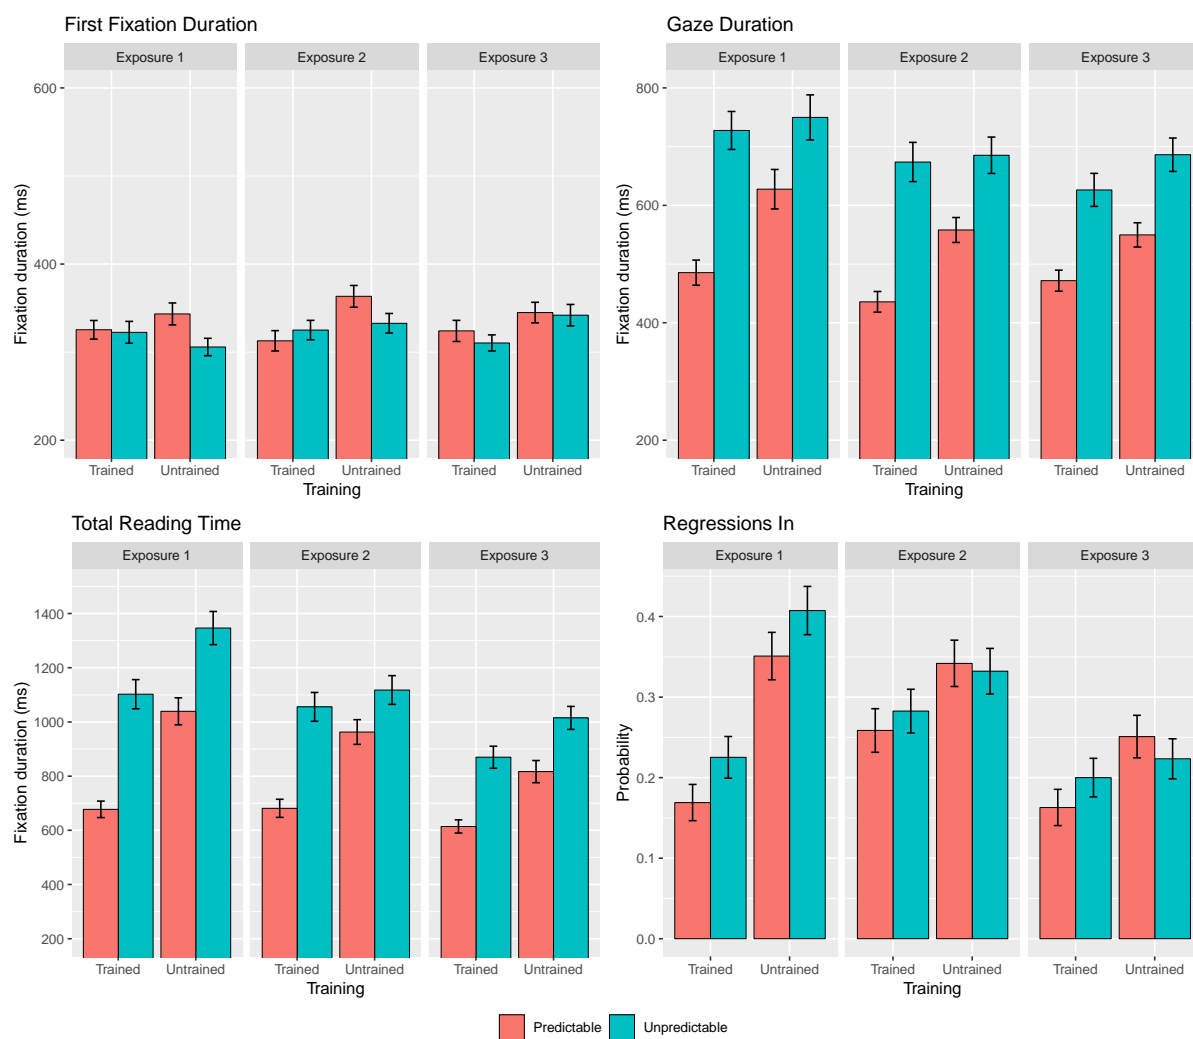 First Fixation Duration
Exposure 1 Exposure 2 Exposure 3
Fixation duration (ms)
600
400
200
Trained Untrained Trained Untrained Trained Untrained
Training
Gaze Duration
Exposure 1 Exposure 2 Exposure 3
Fixation duration (ms)
800
600
400
200
Trained Untrained Trained Untrained Trained Untrained
Training
Total Reading Time
Exposure 1 Exposure 2 Exposure 3
Fixation duration (ms)
1400
1200
1000
800
600
400
200
Trained Untrained Trained Untrained Trained Untrained
Training
Regressions In
Exposure 1 Exposure 2 Exposure 3
Probability
0.4
0.3
0.2
0.1
0.0
Trained Untrained Trained Untrained Trained Untrained
Training
Predictable Unpredictable